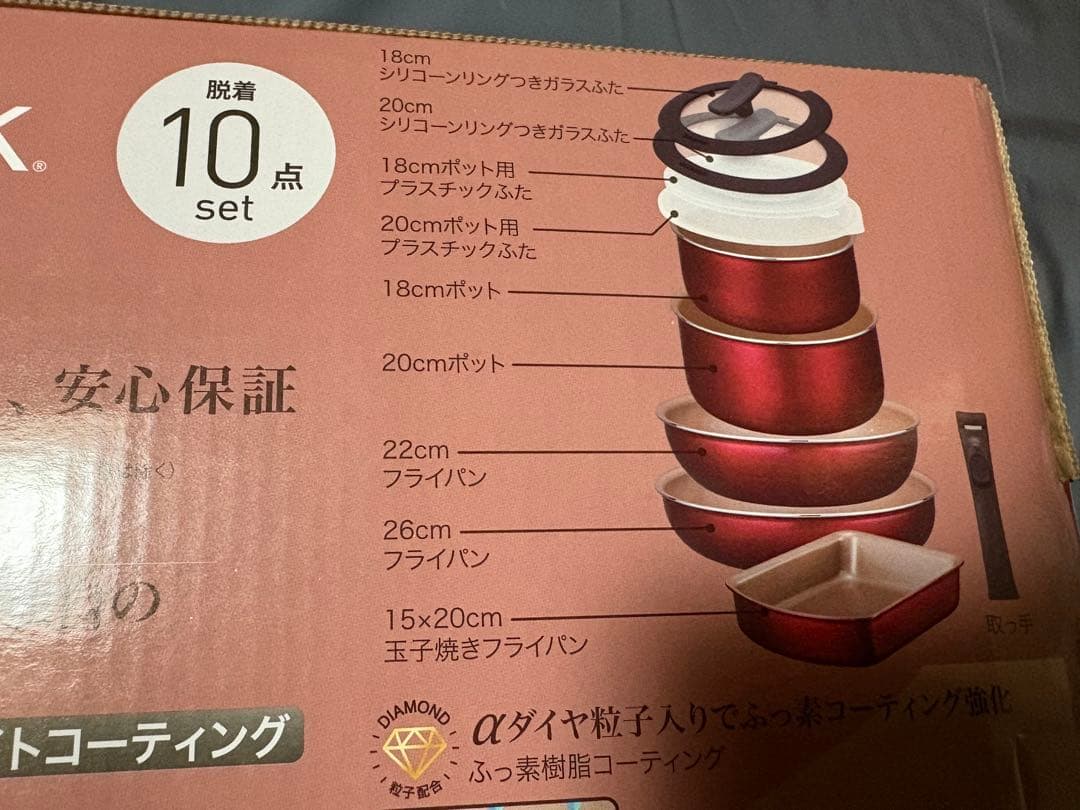 K®
脱着
10点
set
18cm
シリコーンリングつきガラスふた
20cm
シリコーンリングつきガラスふた
18cmポット用
プラスチックふた
20cmポット用
プラスチックふた
18cmポット
20cmポット
22cm
フライパン
26cm
フライパン
15×20cm
玉子焼きフライパン
取っ手
、安心保証
は除く）
の
イトコーティング
DIAMOND
粒子配合
αダイヤ粒子入りでふっ素コーティング強化
ふっ素樹脂コーティング